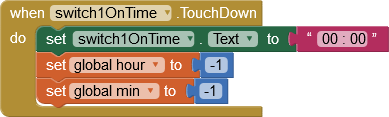 when switch1OnTime .TouchDown
do set switch1OnTime . Text to " 00 : 00 "
set global hour to -1
set global min to -1